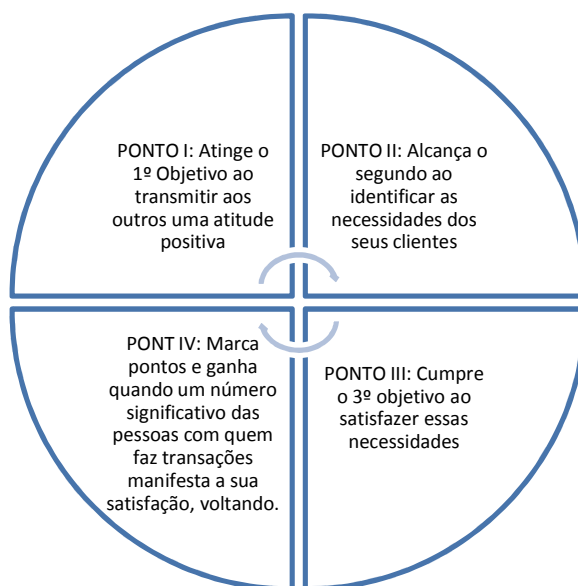 PONTO I: Atinge o
1º Objetivo ao
transmitir aos
outros uma atitude
positiva
PONTO II: Alcança o
segundo ao
identificar as
necessidades dos
seus clientes
PONT IV: Marca
pontos e ganha
quando um número
significativo das
pessoas com quem
faz transações
manifesta a sua
satisfação, voltando.
PONTO III: Cumpre
o 3º objetivo ao
satisfazer essas
necessidades